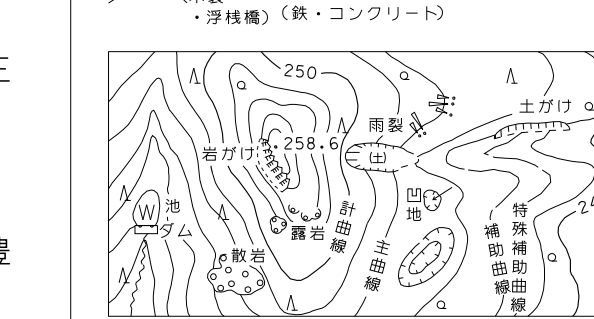 ・浮桟橋)(鉄・コンクリート)
250
土がけ
雨裂
岩がけ
.258.6
(土)
凹地
池
W
ダム
計曲線
露岩
主曲線
特殊補助曲線
補助曲線
散岩